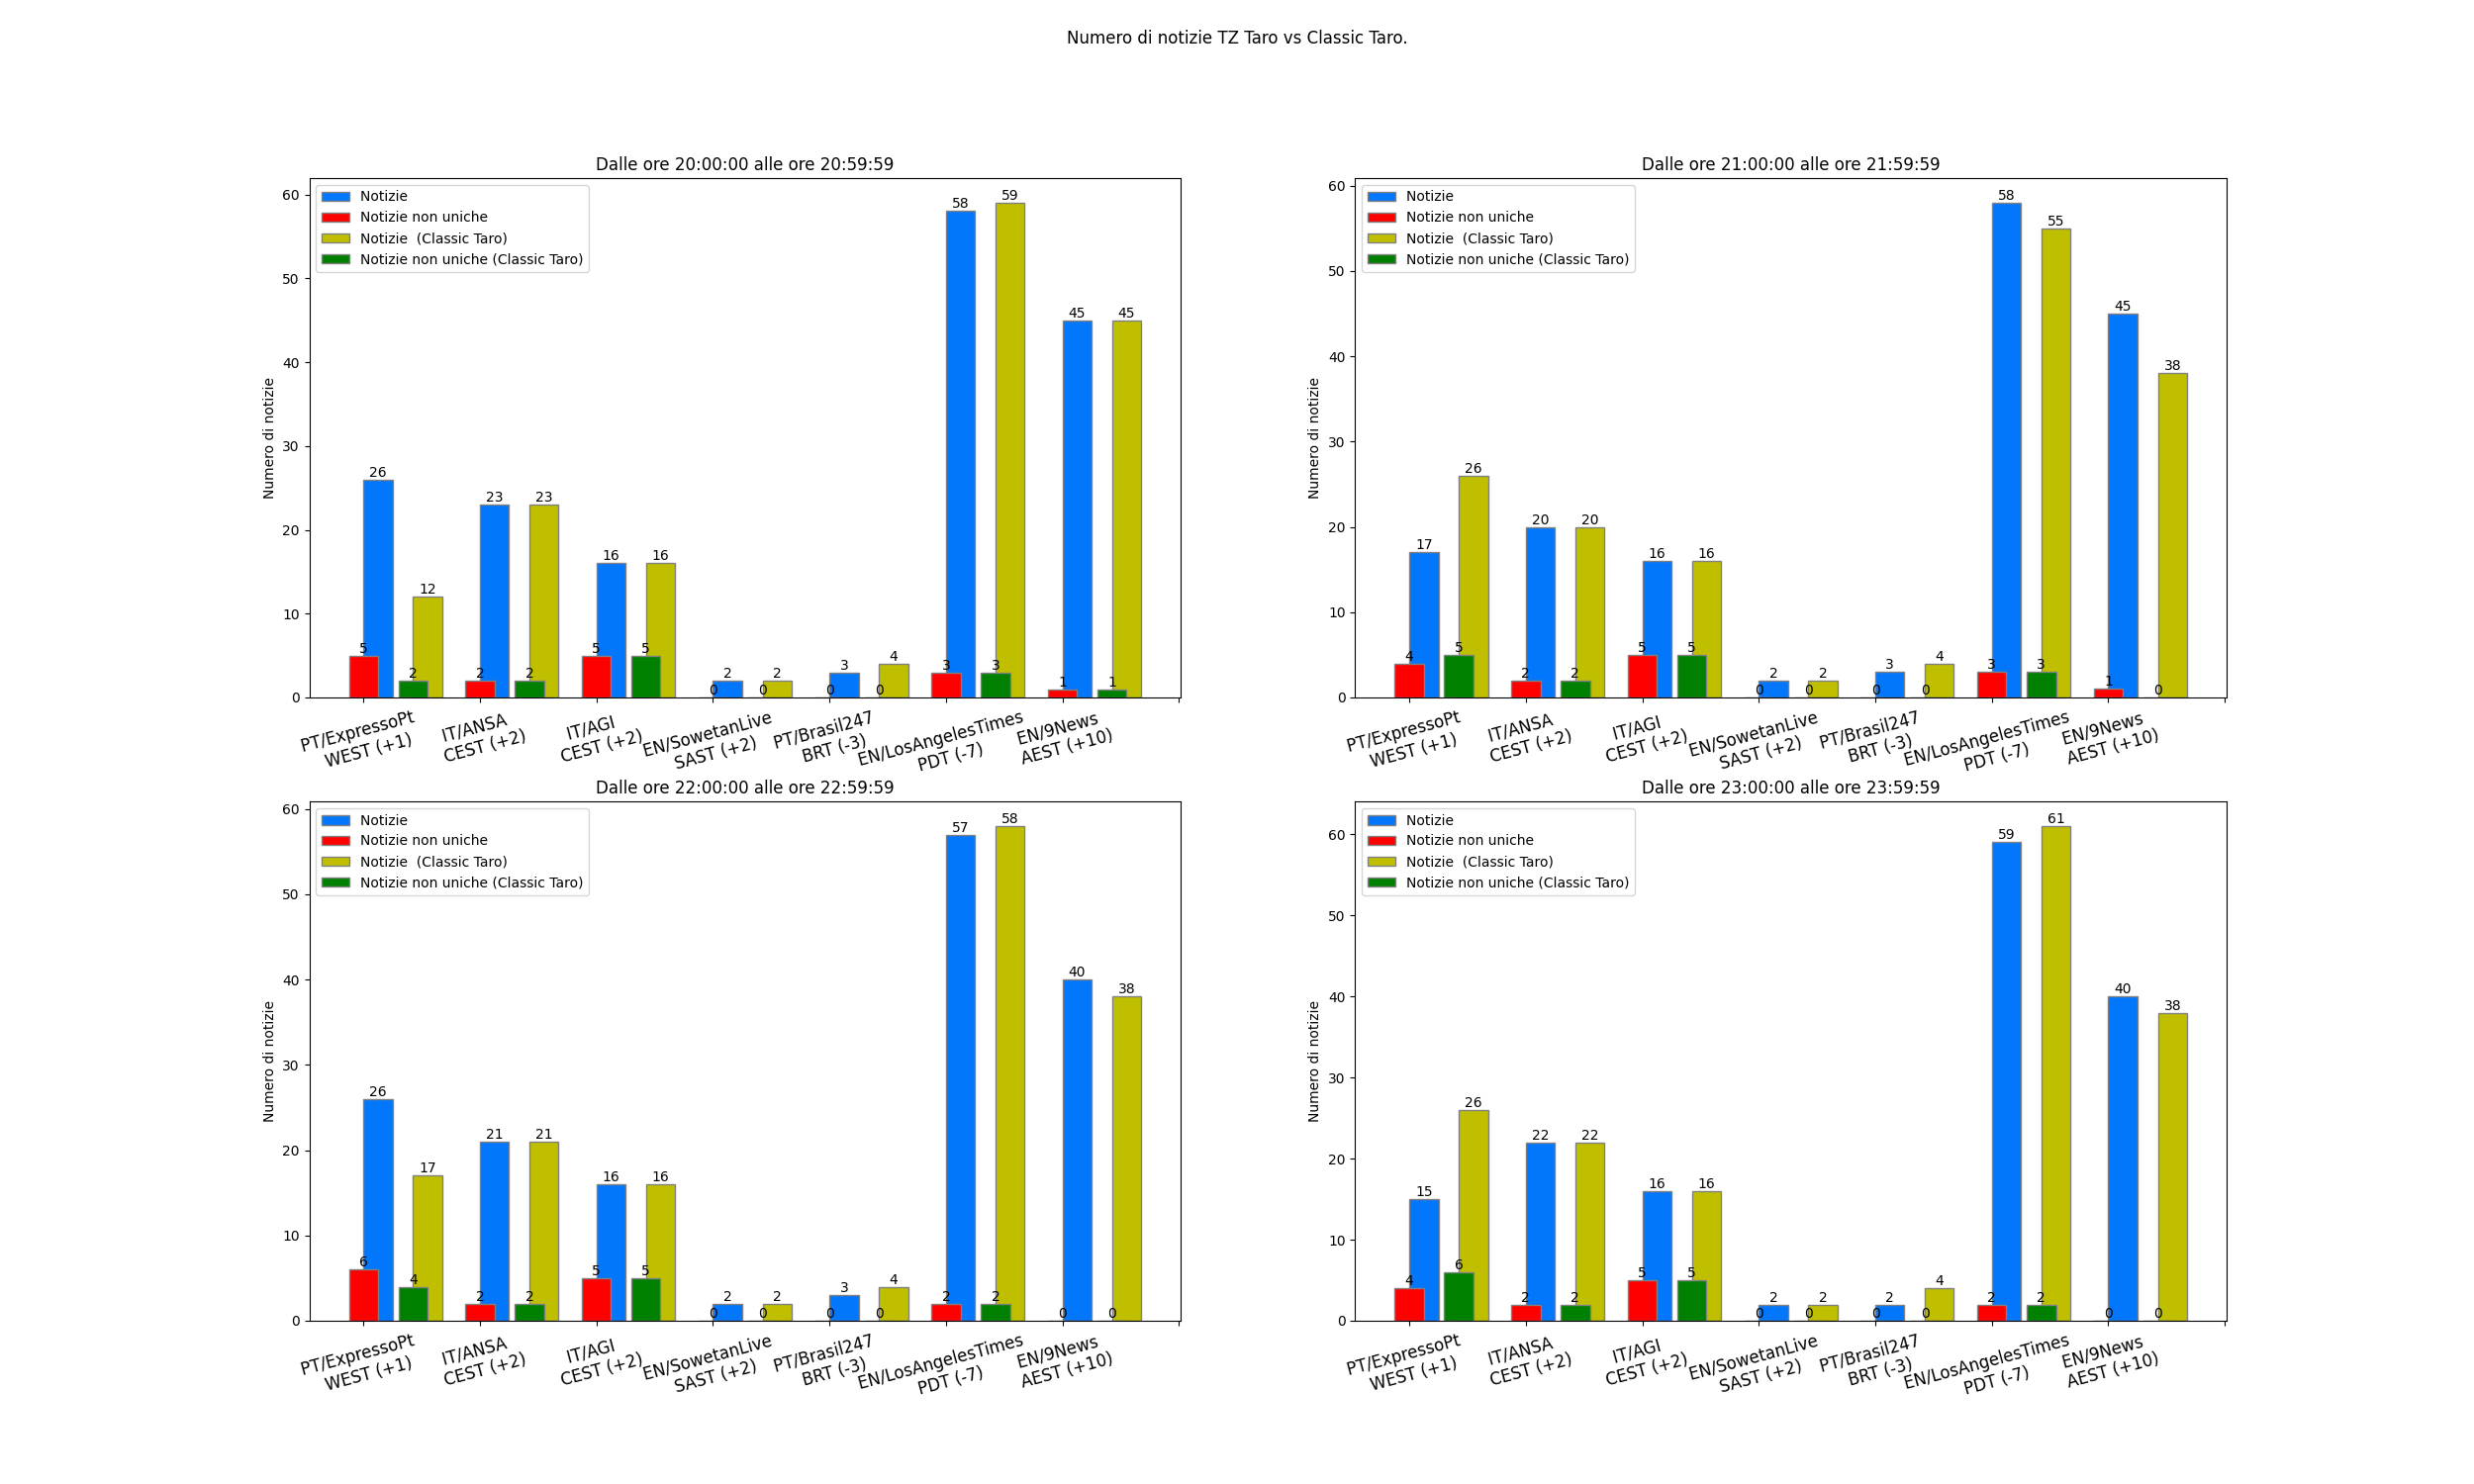 Numero di notizie TZ Taro vs Classic Taro.
Dalle ore 20:00:00 alle ore 20:59:59
Notizie
Notizie non uniche
Notizie (Classic Taro)
Notizie non uniche (Classic Taro)
Numero di notizie
60
50
40
30
20
10
0
26 12 23 23 16 16 2 2 3 4 58 59 45 45
5 2 2 2 5 5 0 0 0 0 3 3 1 1
PT/ExpressoPt
WEST (+1)
IT/ANSA
CEST (+2)
IT/AGI
CEST (+2)
EN/SowetanLive
SAST (+2)
PT/Brasil247
BRT (-3)
EN/LosAngelesTimes
PDT (-7)
EN/9News
AEST (+10)
Dalle ore 21:00:00 alle ore 21:59:59
Notizie
Notizie non uniche
Notizie (Classic Taro)
Notizie non uniche (Classic Taro)
Numero di notizie
60
50
40
30
20
10
0
17 26 20 20 16 16 2 2 3 4 58 55 45 38
4 5 2 2 5 5 0 0 0 0 3 3 1 0
PT/ExpressoPt
WEST (+1)
IT/ANSA
CEST (+2)
IT/AGI
CEST (+2)
EN/SowetanLive
SAST (+2)
PT/Brasil247
BRT (-3)
EN/LosAngelesTimes
PDT (-7)
EN/9News
AEST (+10)
Dalle ore 22:00:00 alle ore 22:59:59
Notizie
Notizie non uniche
Notizie (Classic Taro)
Notizie non uniche (Classic Taro)
Numero di notizie
60
50
40
30
20
10
0
26 17 21 21 16 16 2 2 3 4 57 58 40 38
6 4 2 2 5 5 0 0 0 0 2 2 0 0
PT/ExpressoPt
WEST (+1)
IT/ANSA
CEST (+2)
IT/AGI
CEST (+2)
EN/SowetanLive
SAST (+2)
PT/Brasil247
BRT (-3)
EN/LosAngelesTimes
PDT (-7)
EN/9News
AEST (+10)
Dalle ore 23:00:00 alle ore 23:59:59
Notizie
Notizie non uniche
Notizie (Classic Taro)
Notizie non uniche (Classic Taro)
Numero di notizie
60
50
40
30
20
10
0
15 26 22 22 16 16 2 2 2 4 59 61 40 38
4 6 2 2 5 5 0 0 0 0 2 2 0 0
PT/ExpressoPt
WEST (+1)
IT/ANSA
CEST (+2)
IT/AGI
CEST (+2)
EN/SowetanLive
SAST (+2)
PT/Brasil247
BRT (-3)
EN/LosAngelesTimes
PDT (-7)
EN/9News
AEST (+10)